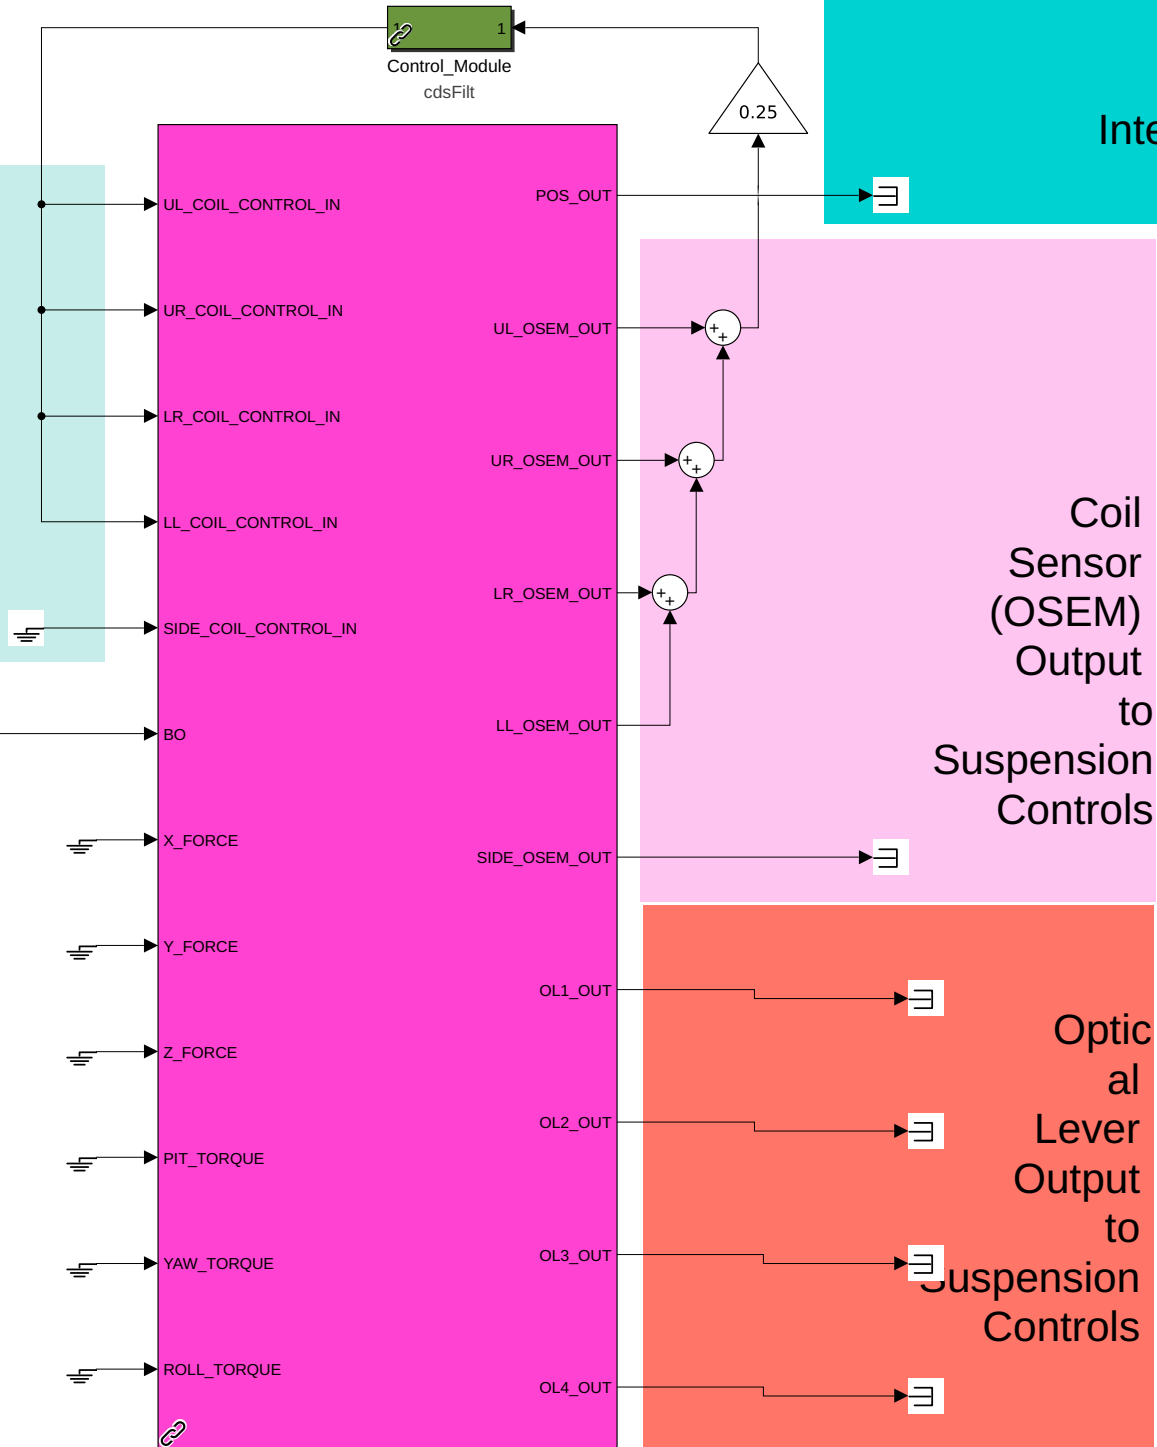 1 1
Control_Module
cdsFilt
0.25
Inte
POS_OUT
UL_COIL_CONTROL_IN
UR_COIL_CONTROL_IN
UL_OSEM_OUT
+
+
LR_COIL_CONTROL_IN
UR_OSEM_OUT
+
+
LL_COIL_CONTROL_IN
LR_OSEM_OUT
+
+
SIDE_COIL_CONTROL_IN
LL_OSEM_OUT
BO
X_FORCE
SIDE_OSEM_OUT
Coil
Sensor
(OSEM)
Output
to
Suspension
Controls
Y_FORCE
OL1_OUT
Z_FORCE
OL2_OUT
PIT_TORQUE
OL3_OUT
YAW_TORQUE
ROLL_TORQUE
OL4_OUT
Optic
al
Lever
Output
to
Suspension
Controls